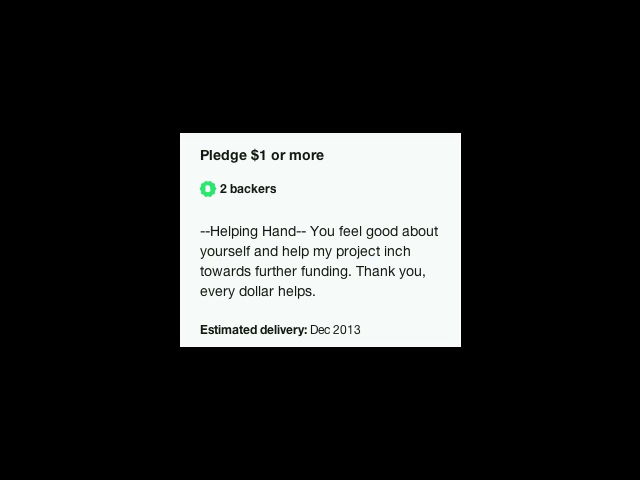 Pledge $1 or more
2 backers
--Helping Hand-- You feel good about
yourself and help my project inch
towards further funding. Thank you,
every dollar helps.
Estimated delivery: Dec 2013